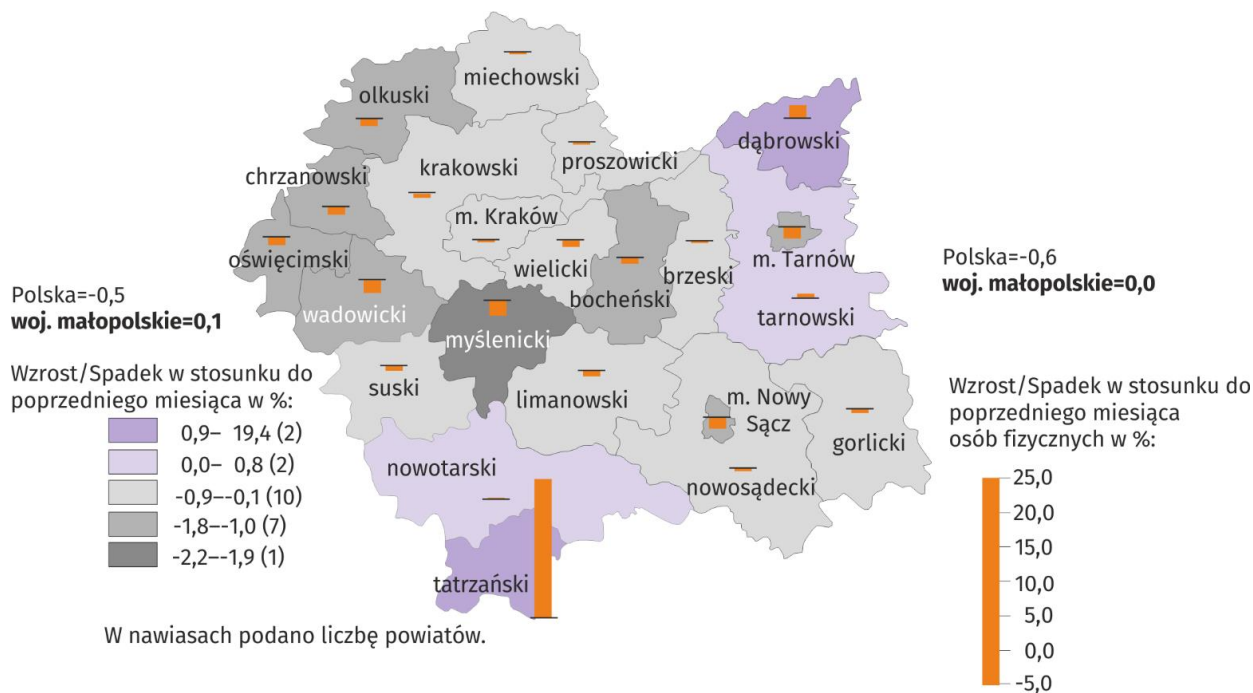 miechowski
olkuski
dąbrowski
proszowicki
krakowski
chrzanowski
m. Kraków
oświęcimski
wielicki
bocheński
brzeski
m. Tarnów
tarnowski
wadowicki
myślenicki
suski
limanowski
m. Nowy
Sącz
gorlicki
nowosądecki
nowotarski
tatrzański
Polska=-0,5
woj. małopolskie=0,1
Wzrost/Spadek w stosunku do
poprzedniego miesiąca w %:
0,9– 19,4 (2)
0,0– 0,8 (2)
-0,9–-0,1 (10)
-1,8–-1,0 (7)
-2,2–-1,9 (1)
W nawiasach podano liczbę powiatów.
Polska=-0,6
woj. małopolskie=0,0
Wzrost/Spadek w stosunku do
poprzedniego miesiąca
osób fizycznych w %:
25,0
20,0
15,0
10,0
5,0
0,0
-5,0